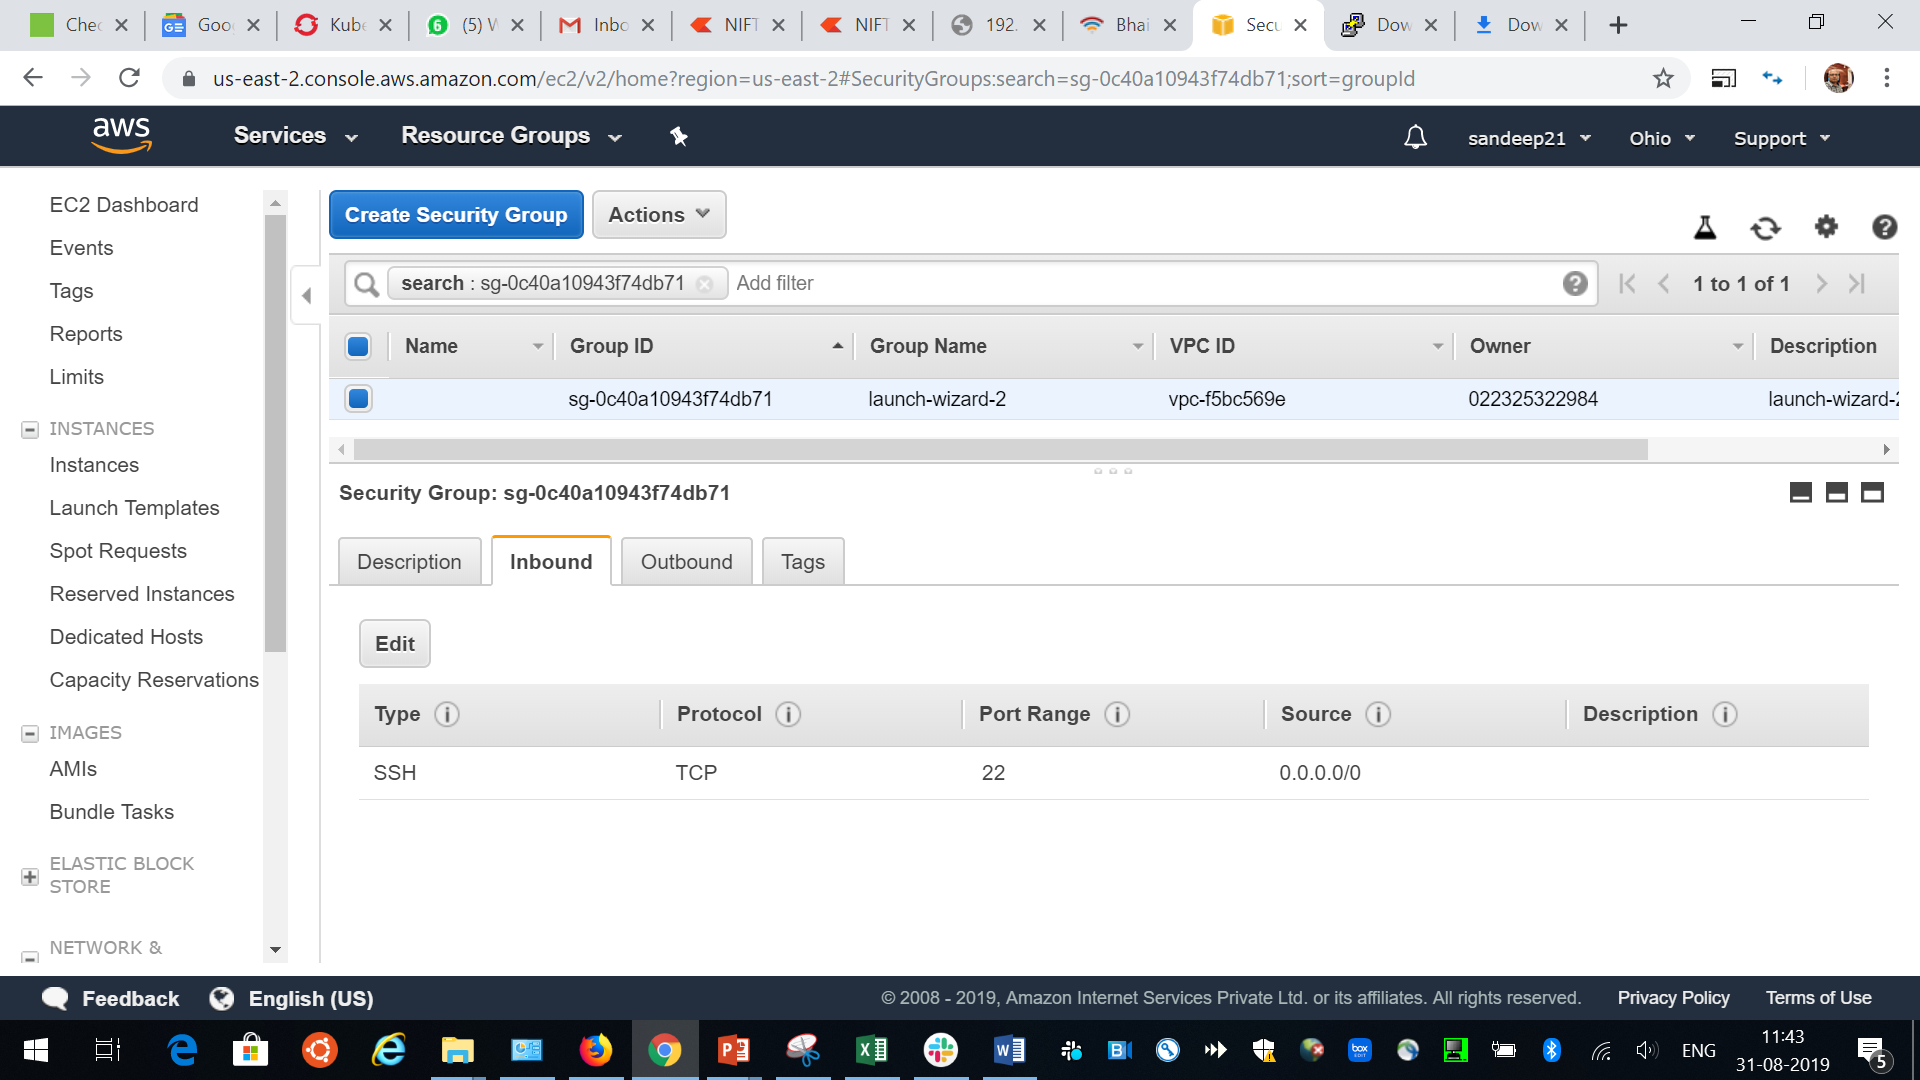 Chec
Goo
Kube
(5) W
Inbo
NIFT
NIFT
192.
Bhai
Secu
Dow
Dow
us-east-2.console.aws.amazon.com/ec2/v2/home?region=us-east-2#SecurityGroups:search=sg-0c40a10943f74db71;sort=groupId
aws
Services
Resource Groups
sandeep21
Ohio
Support
EC2 Dashboard
Events
Tags
Reports
Limits
INSTANCES
Instances
Launch Templates
Spot Requests
Reserved Instances
Dedicated Hosts
Capacity Reservations
IMAGES
AMIs
Bundle Tasks
ELASTIC BLOCK
STORE
NETWORK &
Create Security Group
Actions
search : sg-0c40a10943f74db71
Add filter
1 to 1 of 1
Name
Group ID
Group Name
VPC ID
Owner
Description
sg-0c40a10943f74db71
launch-wizard-2
vpc-f5bc569e
022325322984
launch-wizard-2
Security Group: sg-0c40a10943f74db71
Description
Inbound
Outbound
Tags
Edit
Type
Protocol
Port Range
Source
Description
SSH
TCP
22
0.0.0.0/0
Feedback
English (US)
© 2008 - 2019, Amazon Internet Services Private Ltd. or its affiliates. All rights reserved.
Privacy Policy
Terms of Use
ENG
11:43
31-08-2019
5